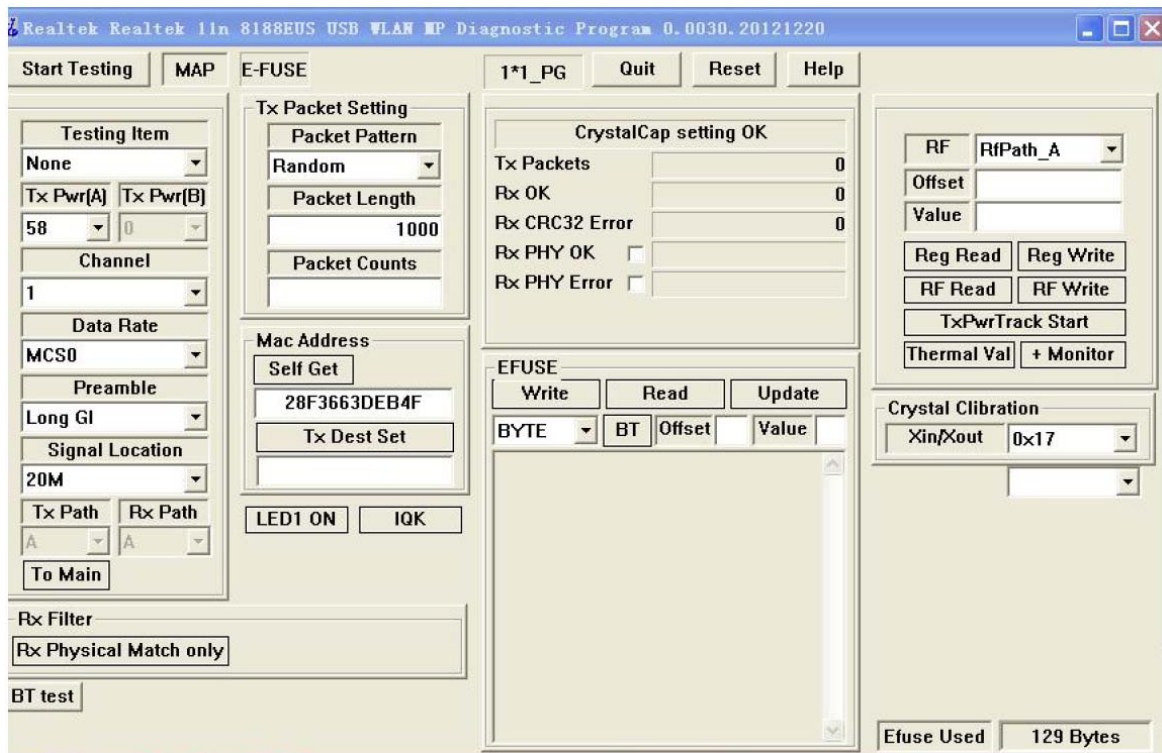 Realtek Realtek 11n 8188EUS USB WLAN MP Diagnostic Program 0.0030.20121220
Start Testing MAP E-FUSE 1*1_PG Quit Reset Help
Testing Item
None
Tx Pwr(A) Tx Pwr(B)
58 0
Channel
1
Data Rate
MCS0
Preamble
Long GI
Signal Location
20M
Tx Path Rx Path
A A
To Main
Rx Filter
Rx Physical Match only
BT test
Tx Packet Setting
Packet Pattern
Random
Packet Length
1000
Packet Counts
Mac Address
Self Get
28F3663DEB4F
Tx Dest Set
LED1 ON IQK
CrystalCap setting OK
Tx Packets 0
Rx OK 0
Rx CRC32 Error 0
Rx PHY OK
Rx PHY Error
EFUSE
Write Read Update
BYTE BT Offset Value
RF RfPath_A
Offset
Value
Reg Read Reg Write
RF Read RF Write
TxPwrTrack Start
Thermal Val + Monitor
Crystal Clibration
Xin/Xout 0x17
Efuse Used 129 Bytes